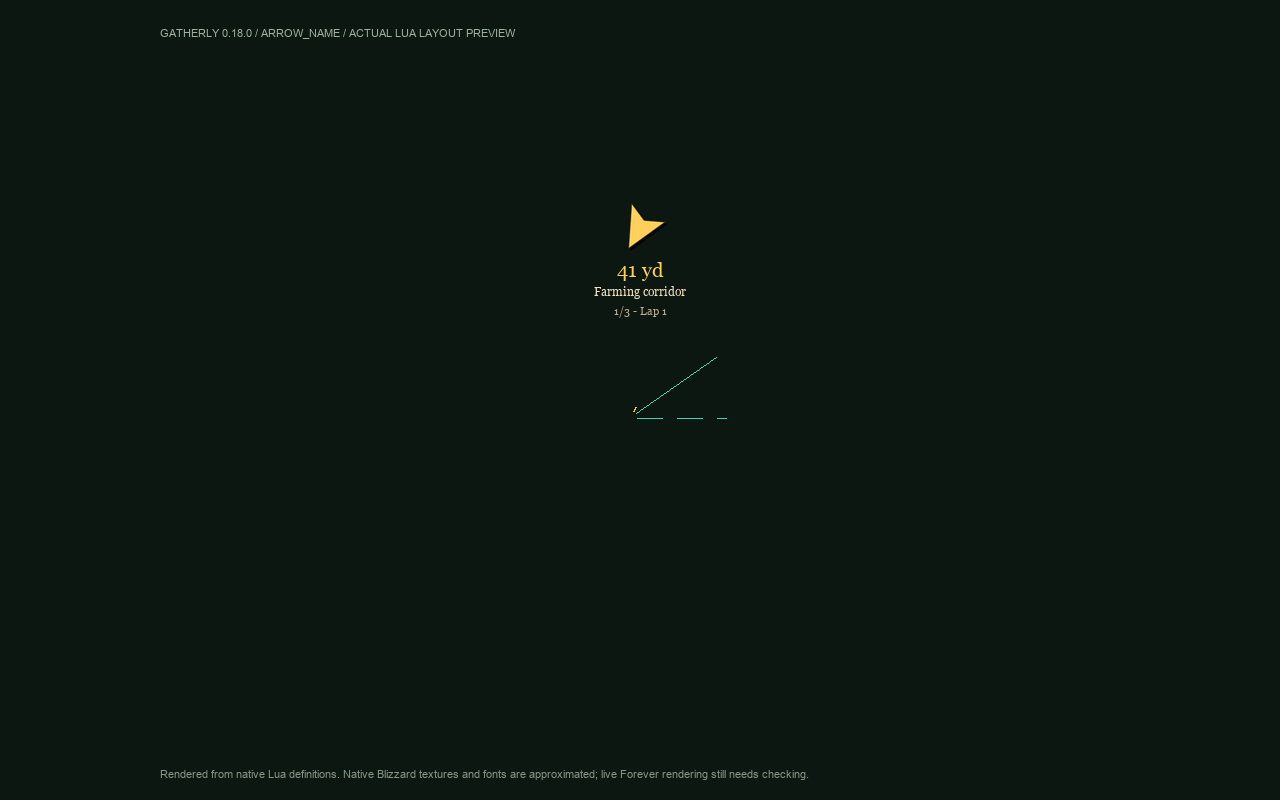 GATHERLY 0.18.0 / ARROW_NAME / ACTUAL LUA LAYOUT PREVIEW
41 yd
Farming corridor
1/3 - Lap 1
Rendered from native Lua definitions. Native Blizzard textures and fonts are approximated; live Forever rendering still needs checking.